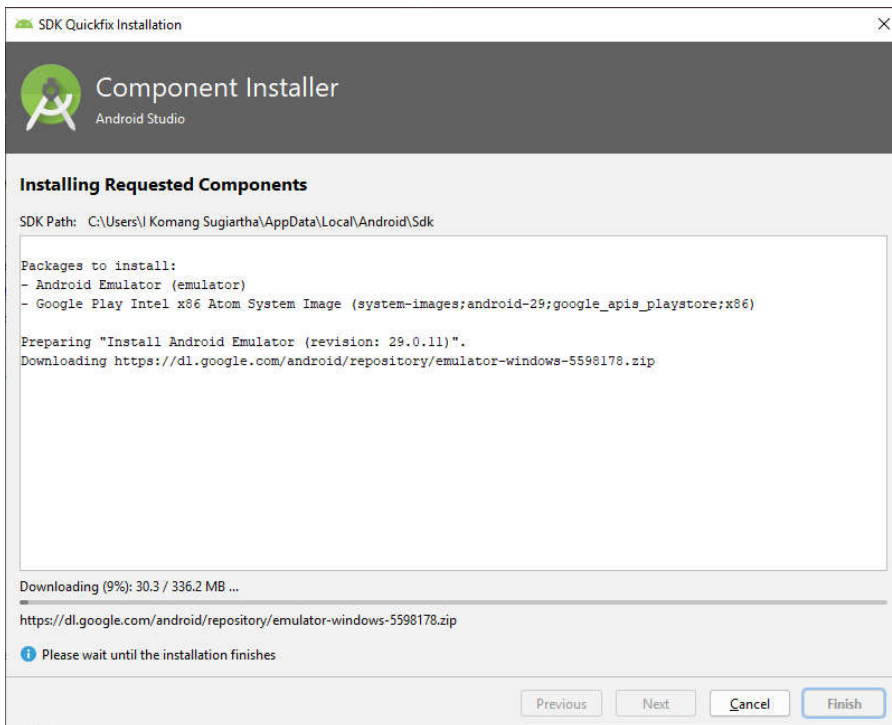 SDK Quickfix Installation
Component Installer
Android Studio
Installing Requested Components
SDK Path: C:\Users\I Komang Sugiartha\AppData\Local\Android\Sdk
Packages to install:
- Android Emulator (emulator)
- Google Play Intel x86 Atom System Image (system-images;android-29;google_apis_playstore;x86)
Preparing "Install Android Emulator (revision: 29.0.11)".
Downloading https://dl.google.com/android/repository/emulator-windows-5598178.zip
Downloading (9%): 30.3 / 336.2 MB ...
https://dl.google.com/android/repository/emulator-windows-5598178.zip
Please wait until the installation finishes
Previous Next Cancel Finish